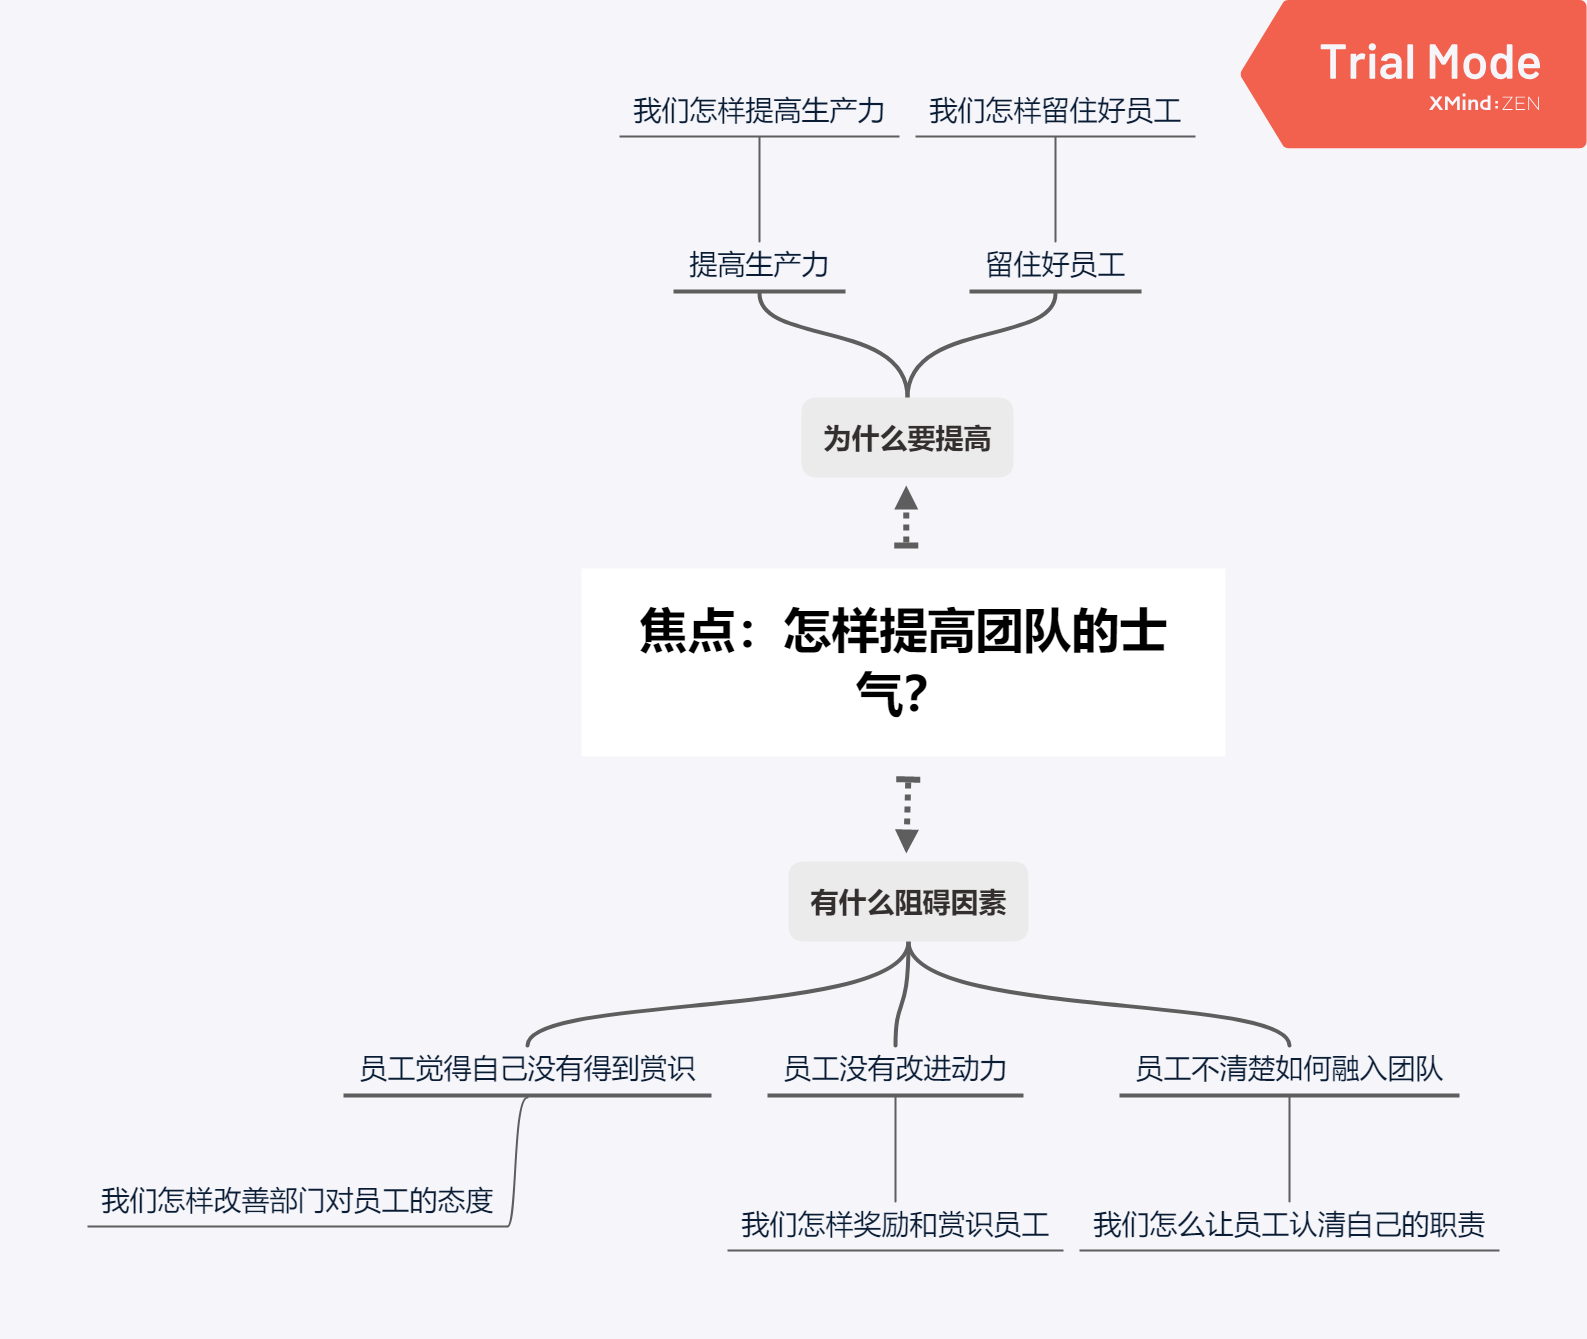 Trial Mode
XMind:ZEN
我们怎样提高生产力
我们怎样留住好员工
提高生产力
留住好员工
为什么要提高
焦点：怎样提高团队的士
气？
有什么阻碍因素
员工觉得自己没有得到赏识
员工没有改进动力
员工不清楚如何融入团队
我们怎样改善部门对员工的态度
我们怎样奖励和赏识员工
我们怎么让员工认清自己的职责